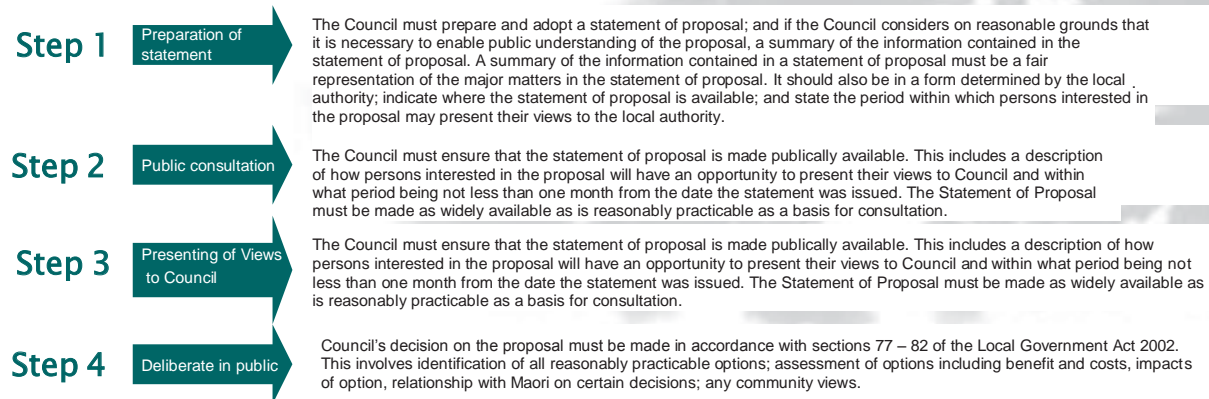 Step 1
Preparation of
statement
The Council must prepare and adopt a statement of proposal; and if the Council considers on reasonable grounds that
it is necessary to enable public understanding of the proposal, a summary of the information contained in the
statement of proposal. A summary of the information contained in a statement of proposal must be a fair
representation of the major matters in the statement of proposal. It should also be in a form determined by the local
authority; indicate where the statement of proposal is available; and state the period within which persons interested in
the proposal may present their views to the local authority.
Step 2
Public consultation
The Council must ensure that the statement of proposal is made publically available. This includes a description
of how persons interested in the proposal will have an opportunity to present their views to Council and within
what period being not less than one month from the date the statement was issued. The Statement of Proposal
must be made as widely available as is reasonably practicable as a basis for consultation.
Step 3
Presenting of Views
to Council
The Council must ensure that the statement of proposal is made publically available. This includes a description of how
persons interested in the proposal will have an opportunity to present their views to Council and within what period being not
less than one month from the date the statement was issued. The Statement of Proposal must be made as widely available as
is reasonably practicable as a basis for consultation.
Step 4
Deliberate in public
Council's decision on the proposal must be made in accordance with sections 77 – 82 of the Local Government Act 2002.
This involves identification of all reasonably practicable options; assessment of options including benefit and costs, impacts
of option, relationship with Maori on certain decisions; any community views.